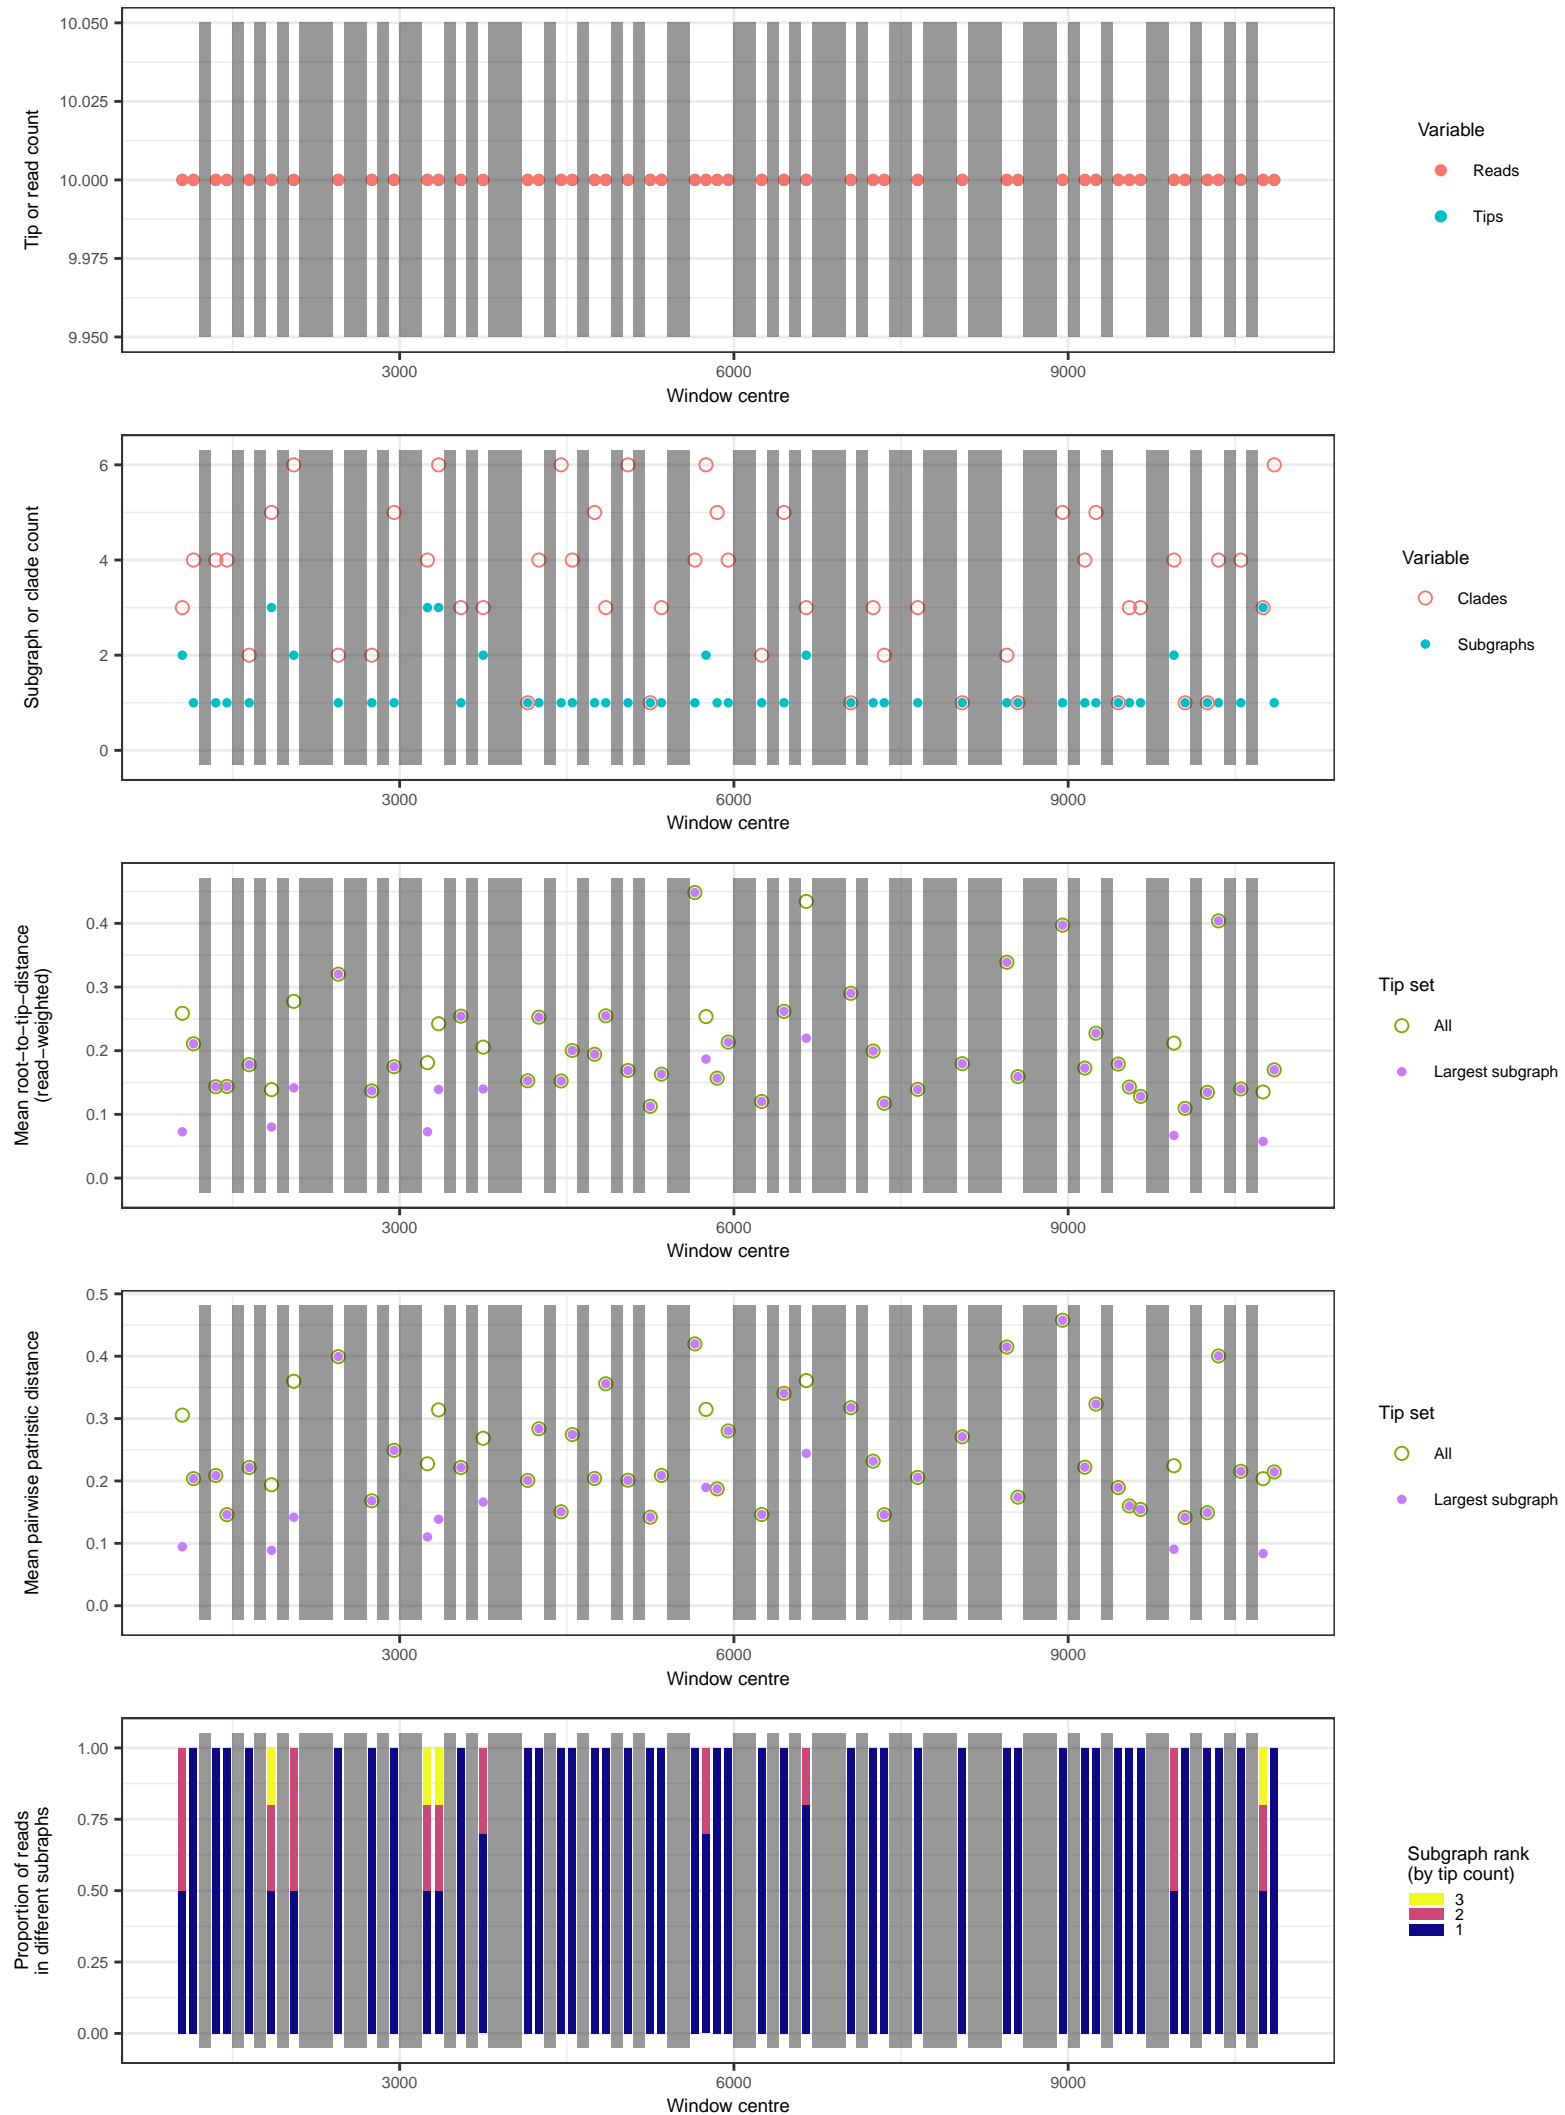 10.050
10.025
10.000
9.975
9.950
Tip or read count
3000 6000 9000
Window centre
Variable
Reads
Tips
6
4
2
0
Subgraph or clade count
3000 6000 9000
Window centre
Variable
Clades
Subgraphs
0.4
0.3
0.2
0.1
0.0
Mean root−to−tip−distance
(read−weighted)
3000 6000 9000
Window centre
Tip set
All
Largest subgraph
0.5
0.4
0.3
0.2
0.1
0.0
Mean pairwise patristic distance
3000 6000 9000
Window centre
Tip set
All
Largest subgraph
1.00
0.75
0.50
0.25
0.00
Proportion of reads
in different subraphs
3000 6000 9000
Window centre
Subgraph rank
(by tip count)
3
2
1